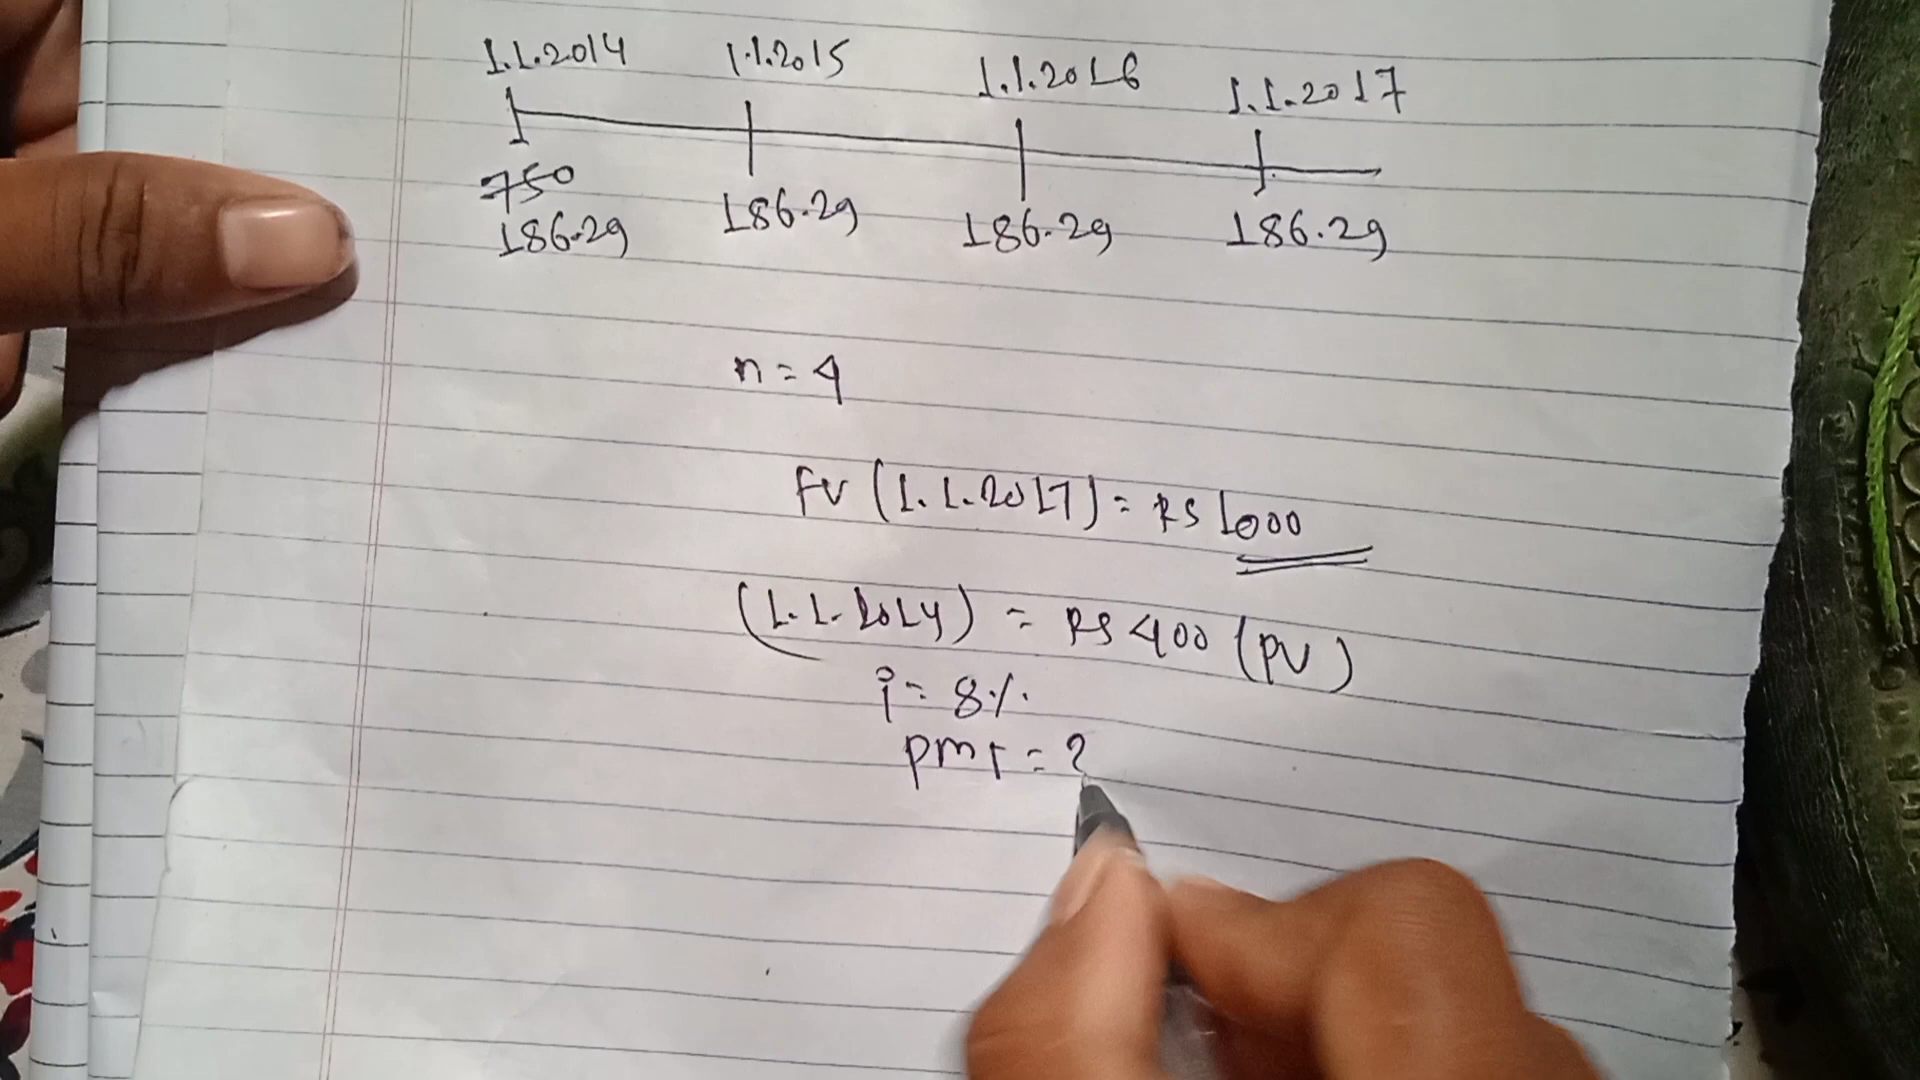 1.1.2014 1.1.2015 1.1.2016 1.1.2017
750
186.29 186.29 186.29 186.29
n = 4
FV (1.1.2017) = RS 1000
(1.1.2014) = RS 400 (PV)
i = 8%
PMT = ?